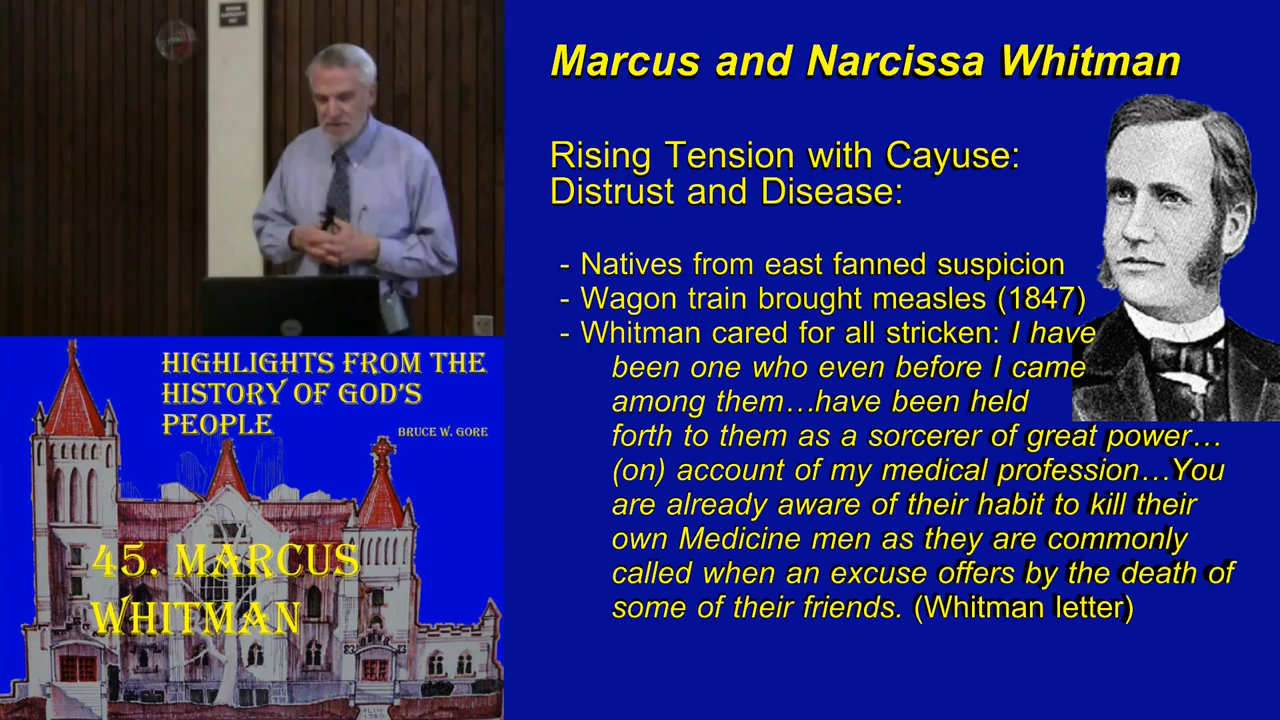 Marcus and Narcissa Whitman
Rising Tension with Cayuse:
Distrust and Disease:
- Natives from east fanned suspicion
- Wagon train brought measles (1847)
- Whitman cared for all stricken: I have
been one who even before I came
among them…have been held
forth to them as a sorcerer of great power…
(on) account of my medical profession…You
are already aware of their habit to kill their
own Medicine men as they are commonly
called when an excuse offers by the death of
some of their friends. (Whitman letter)
HIGHLIGHTS FROM THE
HISTORY OF GOD'S
PEOPLE
BRUCE W. GORE
45. MARCUS
WHITMAN